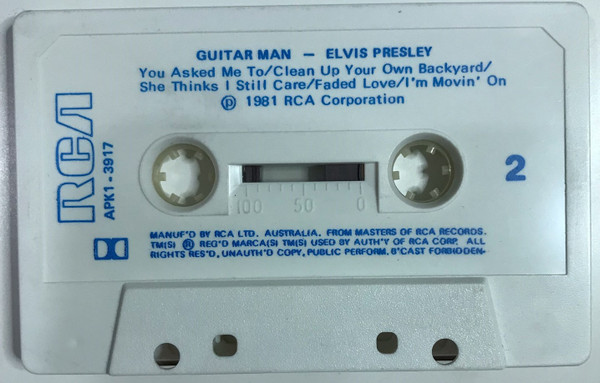 GUITAR MAN — ELVIS PRESLEY
You Asked Me To/Clean Up Your Own Backyard/
She Thinks I Still Care/Faded Love/I'm Movin' On
℗ 1981 RCA Corporation
RCA
APK1-3917
2
100 50 0
MANUF'D BY RCA LTD. AUSTRALIA. FROM MASTERS OF RCA RECORDS.
TM(S) ® REG'D MARCA(S) TM(S) USED BY AUTH'Y OF RCA CORP. ALL
RIGHTS RES'D, UNAUTH'D COPY, PUBLIC PERFORM, B'CAST FORBIDDEN-